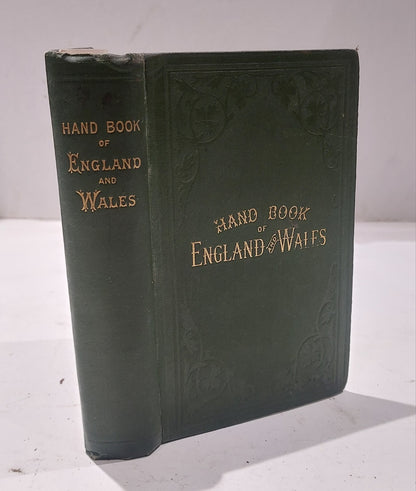 HAND BOOK
OF
ENGLAND
AND
WALES
HAND BOOK
OF
ENGLAND AND WALES